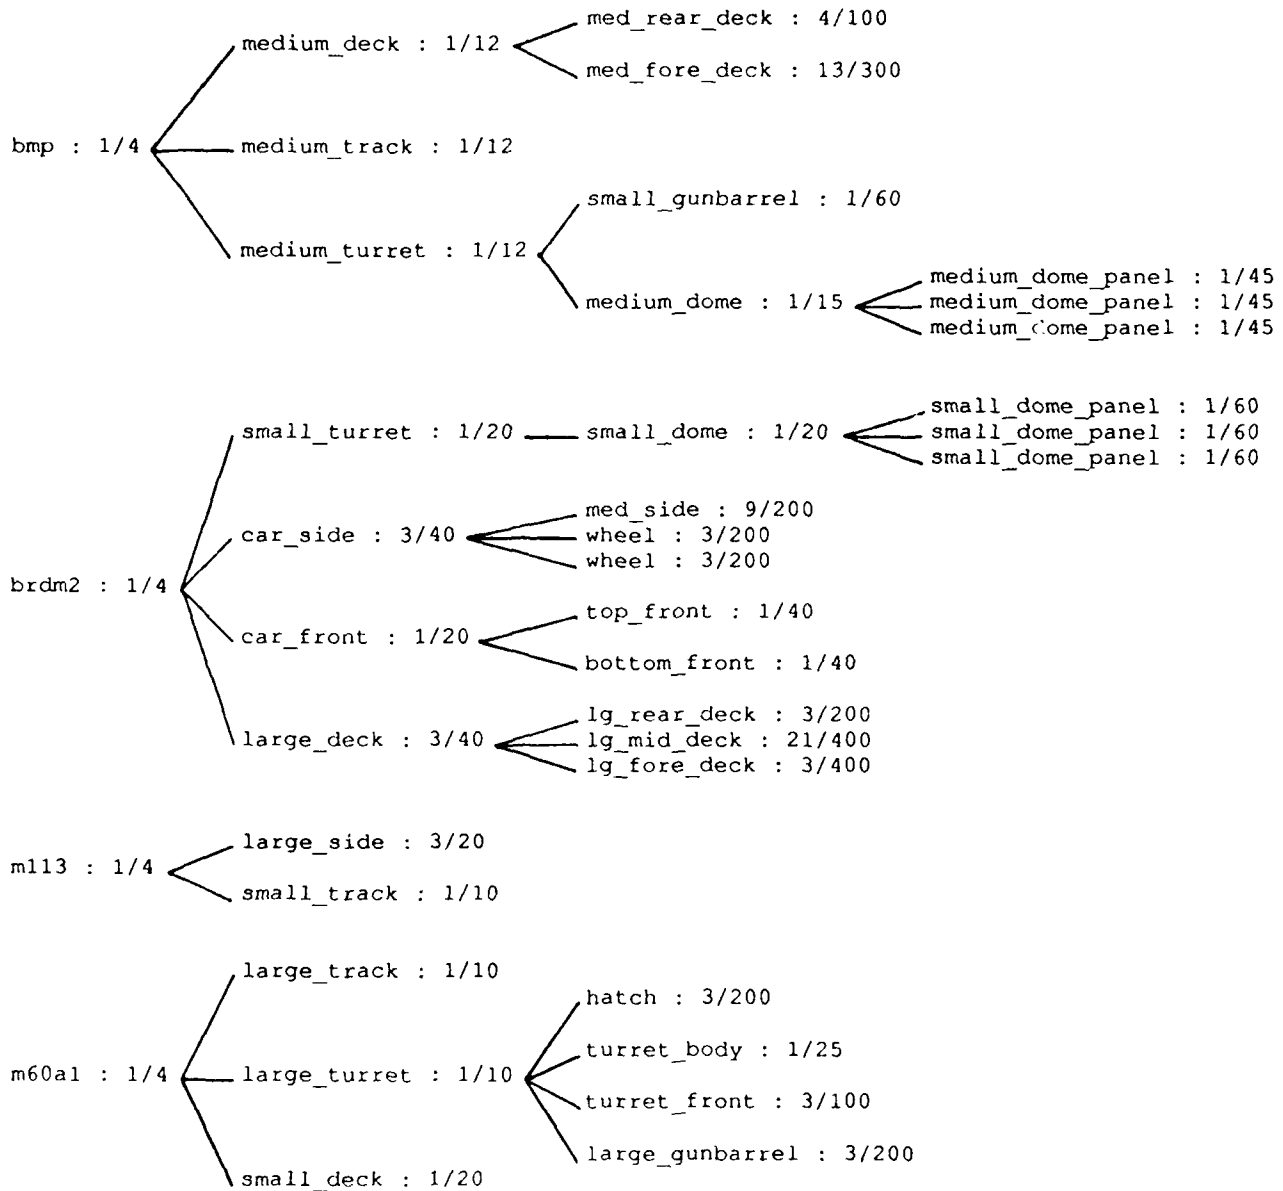 med_rear_deck : 4/100
medium_deck : 1/12
med_fore_deck : 13/300
bmp : 1/4
medium_track : 1/12
small_gunbarrel : 1/60
medium_turret : 1/12
medium_dome_panel : 1/45
medium_dome : 1/15
medium_dome_panel : 1/45
medium_dome_panel : 1/45
small_dome_panel : 1/60
small_turret : 1/20
small_dome : 1/20
small_dome_panel : 1/60
small_dome_panel : 1/60
med_side : 9/200
car_side : 3/40
wheel : 3/200
wheel : 3/200
brdm2 : 1/4
top_front : 1/40
car_front : 1/20
bottom_front : 1/40
lg_rear_deck : 3/200
large_deck : 3/40
lg_mid_deck : 21/400
lg_fore_deck : 3/400
large_side : 3/20
m113 : 1/4
small_track : 1/10
large_track : 1/10
hatch : 3/200
turret_body : 1/25
m60a1 : 1/4
large_turret : 1/10
turret_front : 3/100
large_gunbarrel : 3/200
small_deck : 1/20